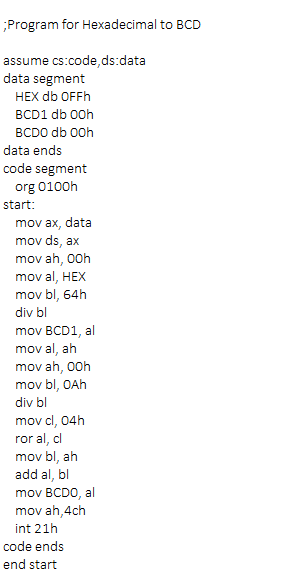 ;Program for Hexadecimal to BCD
assume cs:code,ds:data
data segment
HEX db 0FFh
BCD1 db 00h
BCD0 db 00h
data ends
code segment
org 0100h
start:
mov ax, data
mov ds, ax
mov ah, 00h
mov al, HEX
mov bl, 64h
div bl
mov BCD1, al
mov al, ah
mov ah, 00h
mov bl, 0Ah
div bl
mov cl, 04h
ror al, cl
mov bl, ah
add al, bl
mov BCD0, al
mov ah,4ch
int 21h
code ends
end start